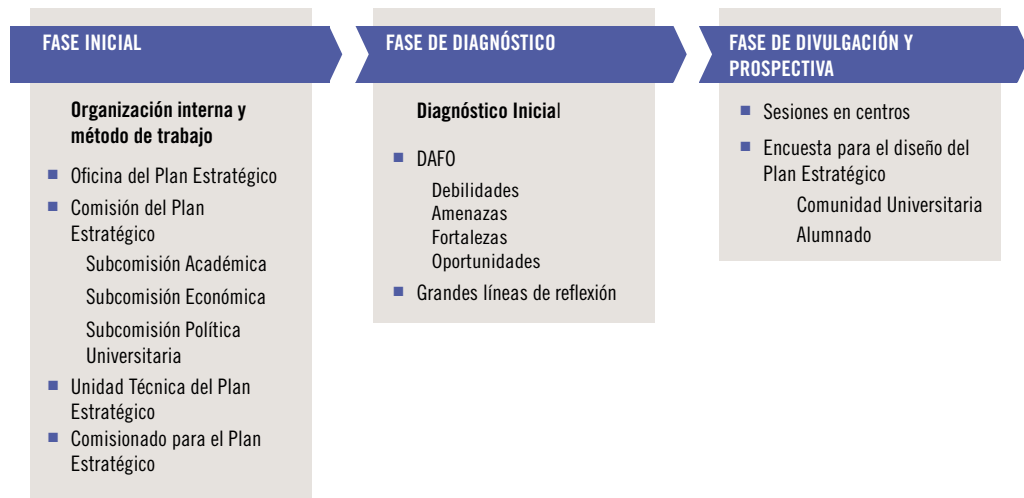 FASE INICIAL
Organización interna y
método de trabajo
Oficina del Plan Estratégico
Comisión del Plan
Estratégico
Subcomisión Académica
Subcomisión Económica
Subcomisión Política
Universitaria
Unidad Técnica del Plan
Estratégico
Comisionado para el Plan
Estratégico
FASE DE DIAGNÓSTICO
Diagnóstico Inicial
DAFO
Debilidades
Amenazas
Fortalezas
Oportunidades
Grandes líneas de reflexión
FASE DE DIVULGACIÓN Y
PROSPECTIVA
Sesiones en centros
Encuesta para el diseño del
Plan Estratégico
Comunidad Universitaria
Alumnado